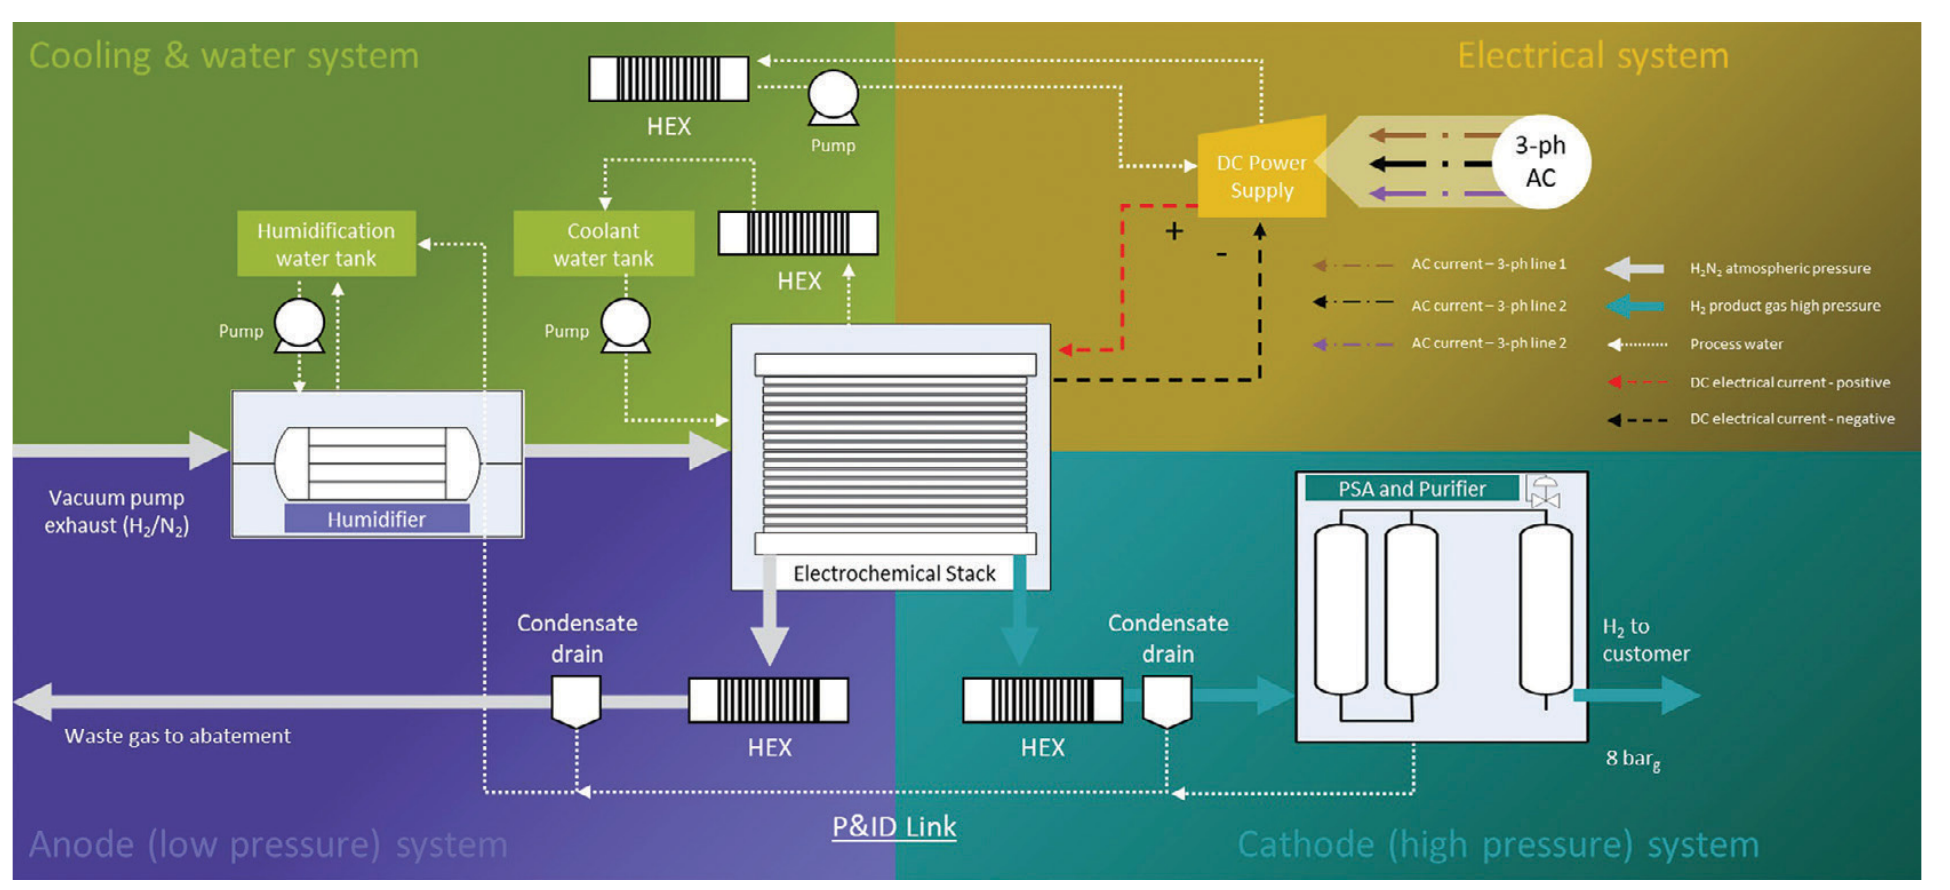 Cooling & water system
Electrical system
HEX
Pump
3-ph
AC
DC Power
Supply
Humidification
water tank
Coolant
water tank
HEX
+
-
Pump
Pump
AC current – 3-ph line 1
AC current – 3-ph line 2
AC current – 3-ph line 2
H₂N₂ atmospheric pressure
H₂ product gas high pressure
Process water
DC electrical current - positive
DC electrical current - negative
Vacuum pump
exhaust (H₂/N₂)
Humidifier
Electrochemical Stack
PSA and Purifier
Condensate
drain
Condensate
drain
H₂ to
customer
Waste gas to abatement
HEX
HEX
8 bar₉
P&ID Link
Anode (low pressure) system
Cathode (high pressure) system